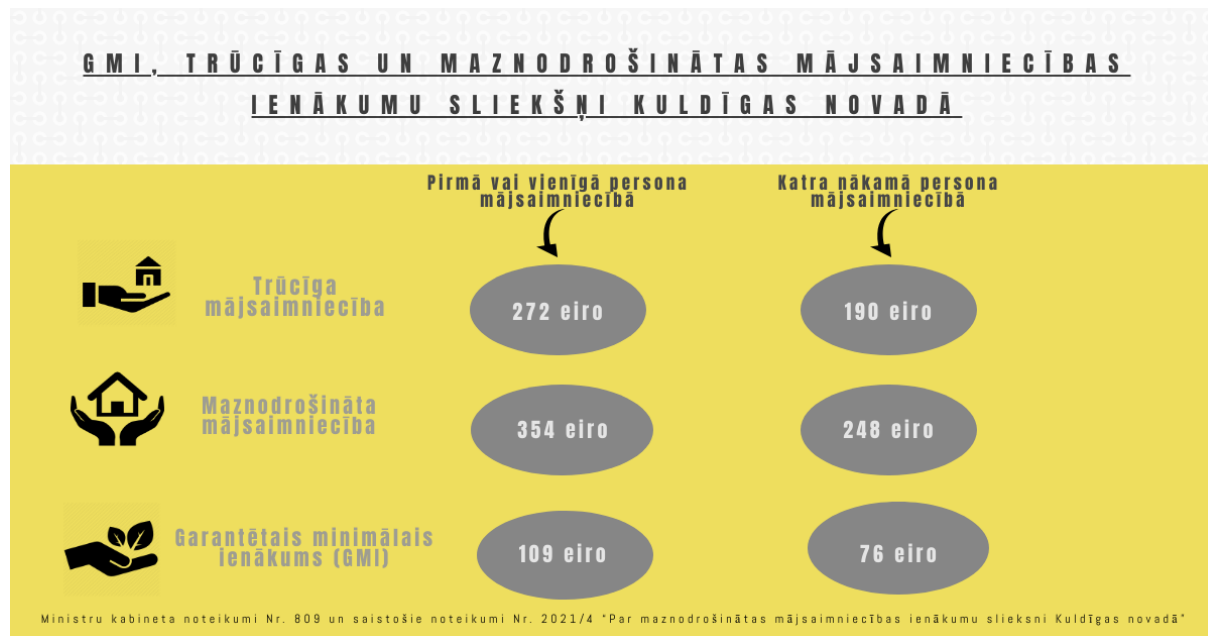 GMI, TRŪCĪGAS UN MAZNODROŠINĀTAS MĀJSAIMNIECĪBAS
IENĀKUMU SLIEKŠŅI KULDĪGAS NOVADĀ
Pirmā vai vienīgā persona
mājsaimniecībā
Katra nākamā persona
mājsaimniecībā
Trūcīga
mājsaimniecība
272 eiro
190 eiro
Maznodrošināta
mājsaimniecība
354 eiro
248 eiro
Garantētais minimālais
ienākums (GMI)
109 eiro
76 eiro
Ministru kabineta noteikumi Nr. 809 un saistošie noteikumi Nr. 2021/4 "Par maznodrošinātas mājsaimniecības ienākumu slieksni Kuldīgas novadā"